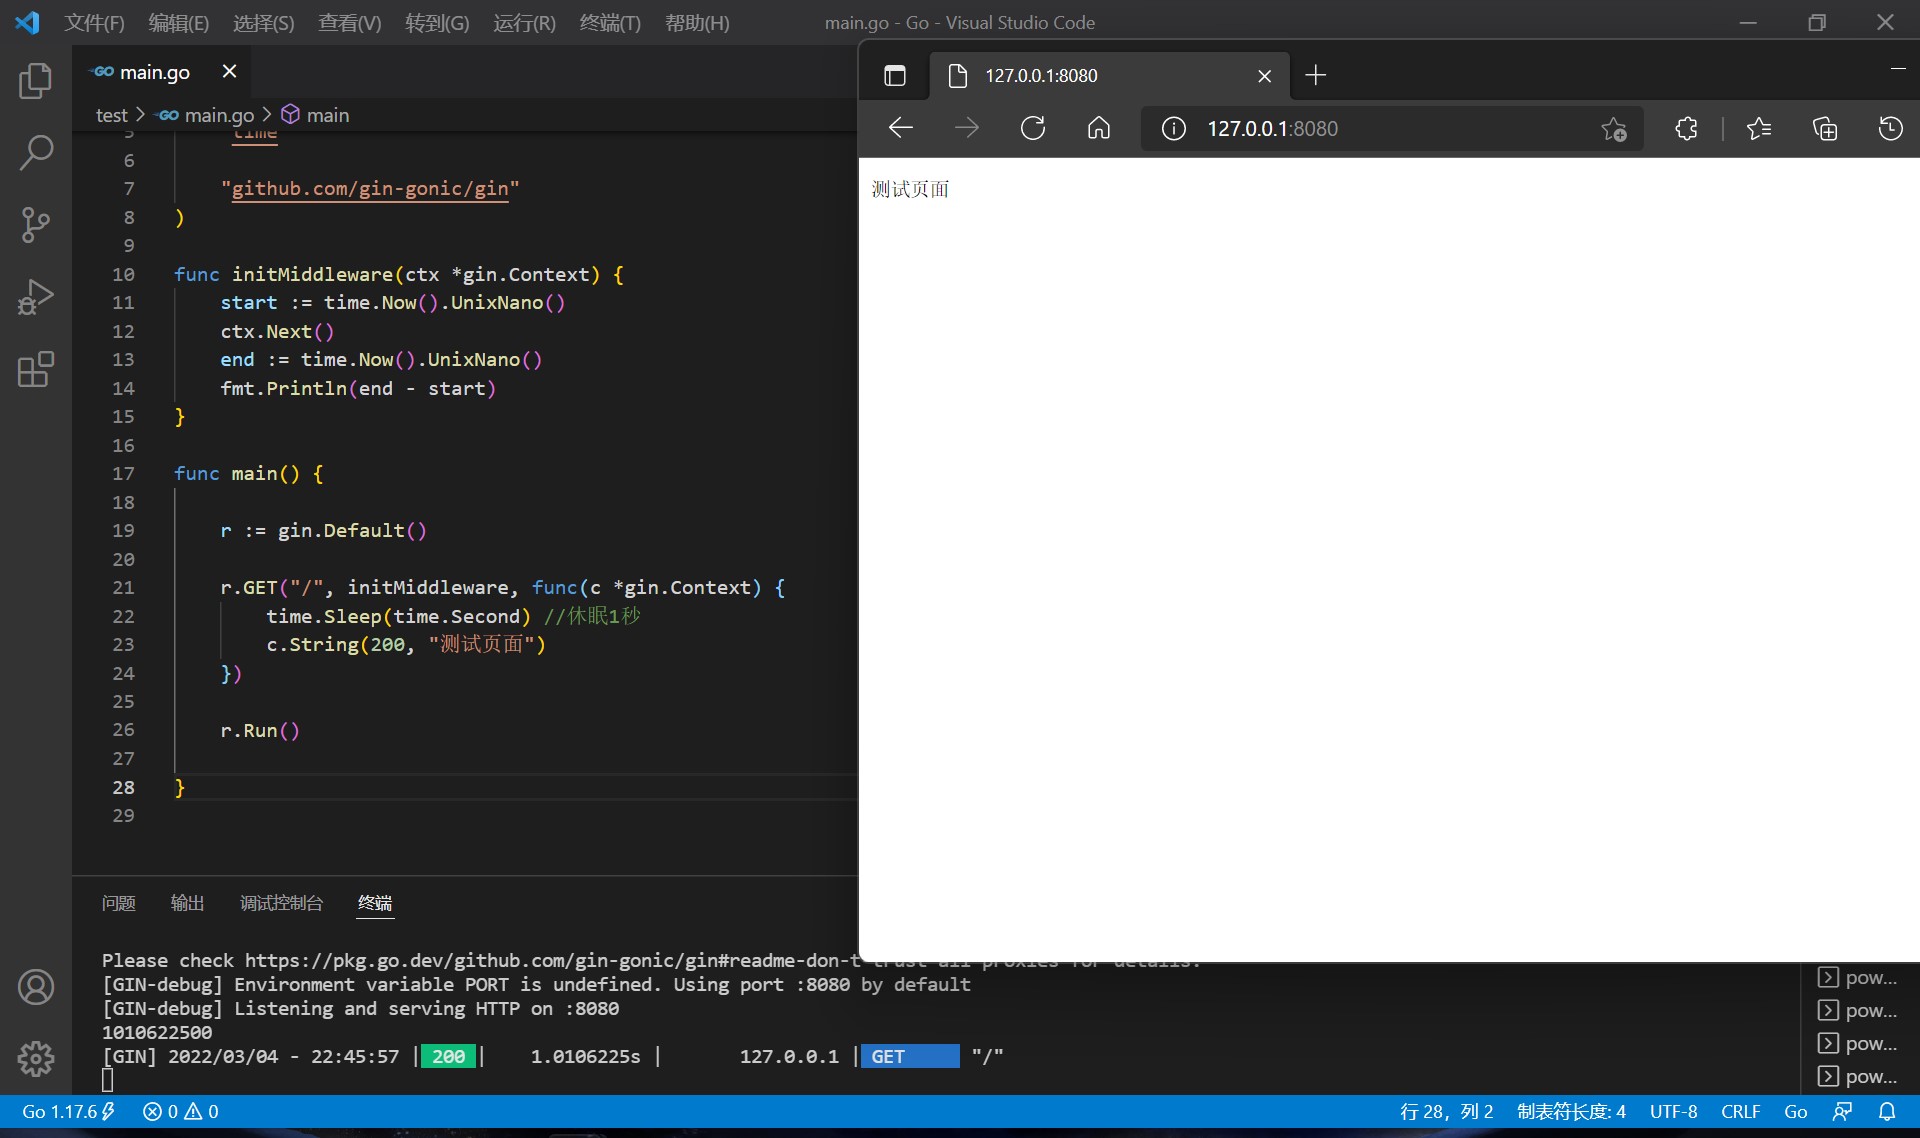 文件(F) 编辑(E) 选择(S) 查看(V) 转到(G) 运行(R) 终端(T) 帮助(H) main.go - Go - Visual Studio Code
GO main.go
test > GO main.go > main
5 "time"
6
7 "github.com/gin-gonic/gin"
8 )
9
10 func initMiddleware(ctx *gin.Context) {
11 start := time.Now().UnixNano()
12 ctx.Next()
13 end := time.Now().UnixNano()
14 fmt.Println(end - start)
15 }
16
17 func main() {
18
19 r := gin.Default()
20
21 r.GET("/", initMiddleware, func(c *gin.Context) {
22 time.Sleep(time.Second) //休眠1秒
23 c.String(200, "测试页面")
24 })
25
26 r.Run()
27
28 }
29
127.0.0.1:8080
127.0.0.1:8080
测试页面
问题 输出 调试控制台 终端
Please check https://pkg.go.dev/github.com/gin-gonic/gin#readme-don-t-trust-all-proxies for details.
[GIN-debug] Environment variable PORT is undefined. Using port :8080 by default
[GIN-debug] Listening and serving HTTP on :8080
1010622500
[GIN] 2022/03/04 - 22:45:57 | 200 | 1.0106225s | 127.0.0.1 | GET "/"
pow...
pow...
pow...
pow...
Go 1.17.6 0 0 行 28，列 2 制表符长度: 4 UTF-8 CRLF Go